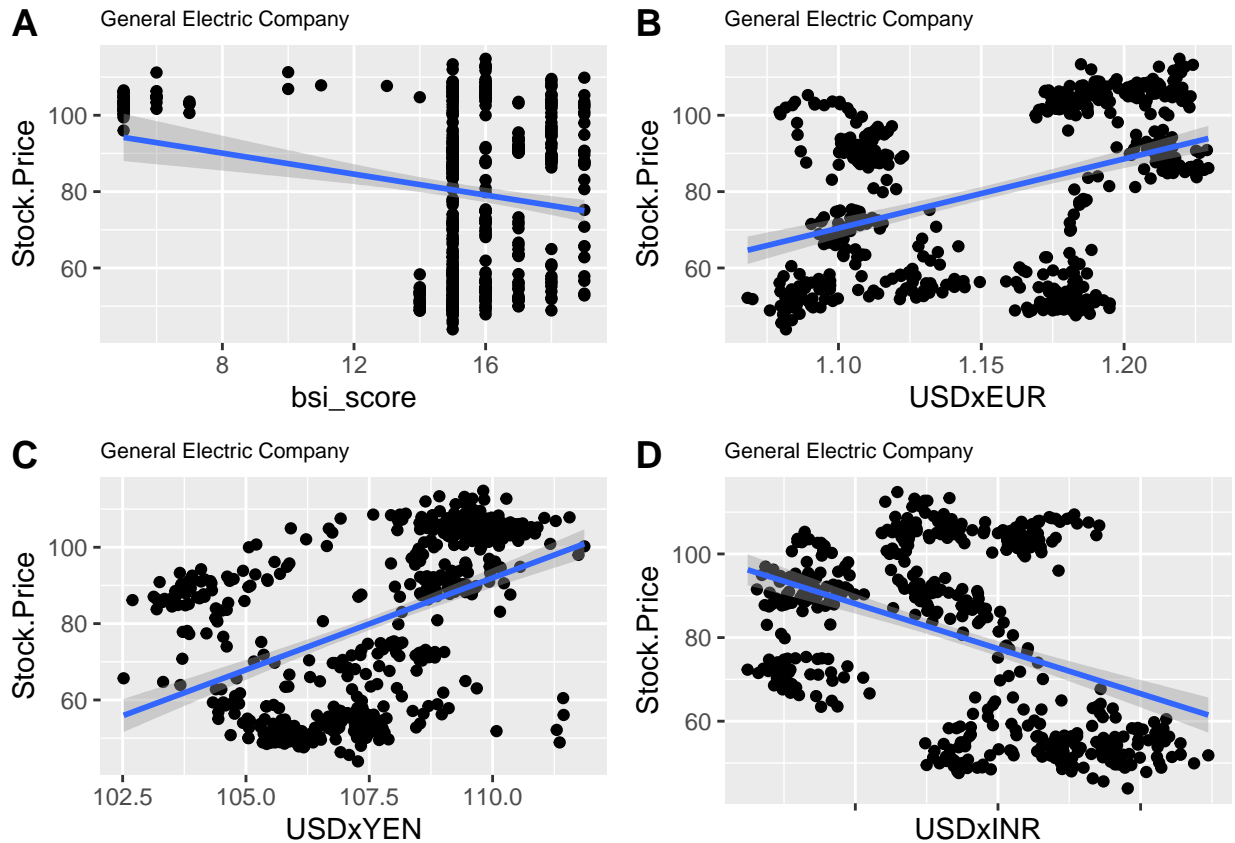 A General Electric Company
Stock.Price
100
80
60
8 12 16
bsi_score
B General Electric Company
Stock.Price
100
80
60
1.10 1.15 1.20
USDxEUR
C General Electric Company
Stock.Price
100
80
60
102.5 105.0 107.5 110.0
USDxYEN
D General Electric Company
Stock.Price
100
80
60
USDxINR